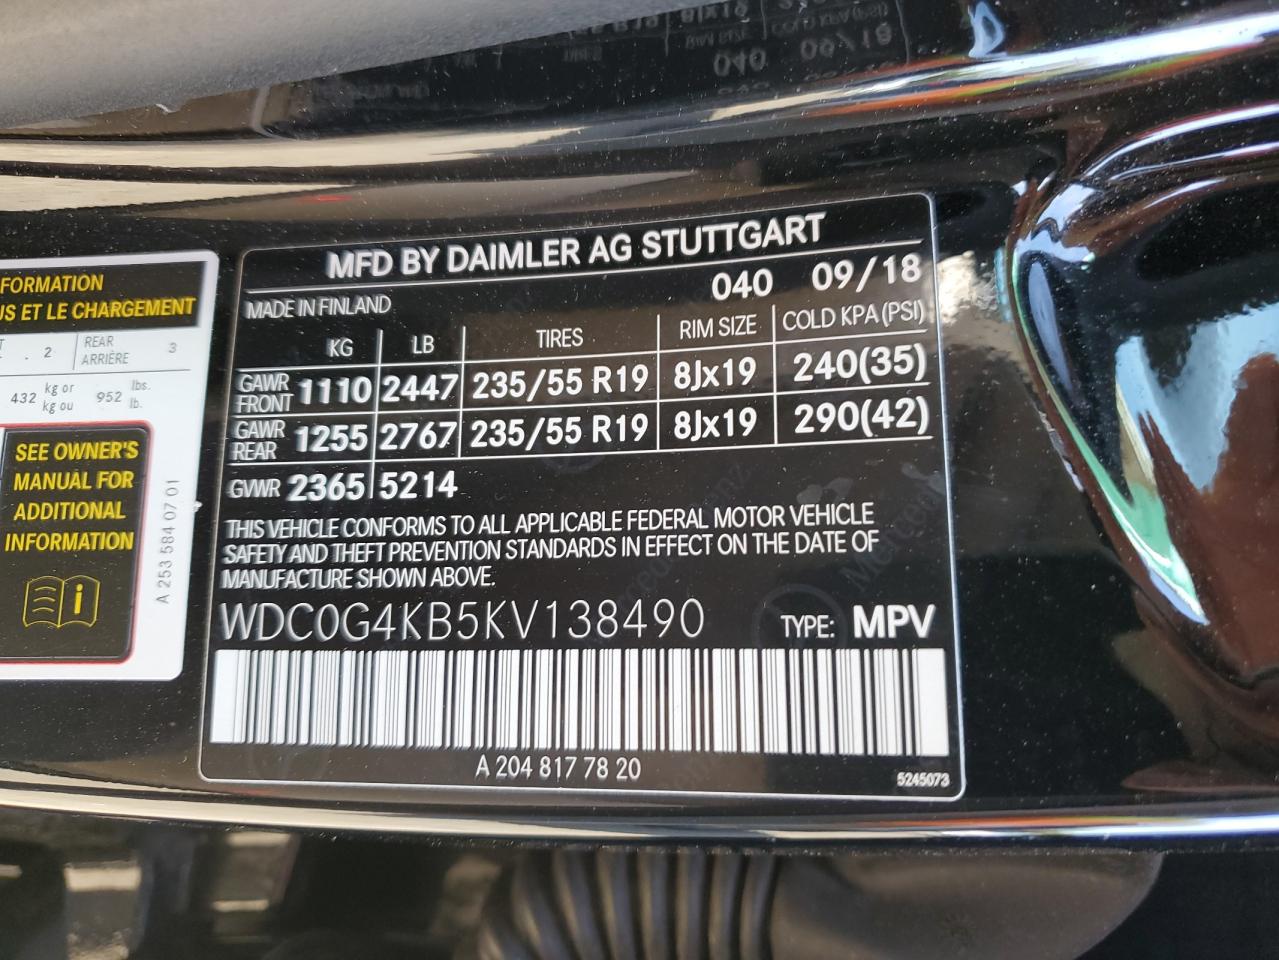 MFD BY DAIMLER AG STUTTGART
MADE IN FINLAND 040 09/18
KG LB TIRES RIM SIZE COLD KPA(PSI)
GAWR FRONT 1110 2447 235/55 R19 8Jx19 240(35)
GAWR REAR 1255 2767 235/55 R19 8Jx19 290(42)
GVWR 2365 5214
THIS VEHICLE CONFORMS TO ALL APPLICABLE FEDERAL MOTOR VEHICLE
SAFETY AND THEFT PREVENTION STANDARDS IN EFFECT ON THE DATE OF
MANUFACTURE SHOWN ABOVE.
WDC0G4KB5KV138490 TYPE: MPV
A 204 817 78 20 5245073
ET LE CHARGEMENT
2 REAR ARRIÈRE 3
432 kg or kg ou 952 lbs. lb.
SEE OWNER'S
MANUAL FOR
ADDITIONAL
INFORMATION
A 253 584 07 01